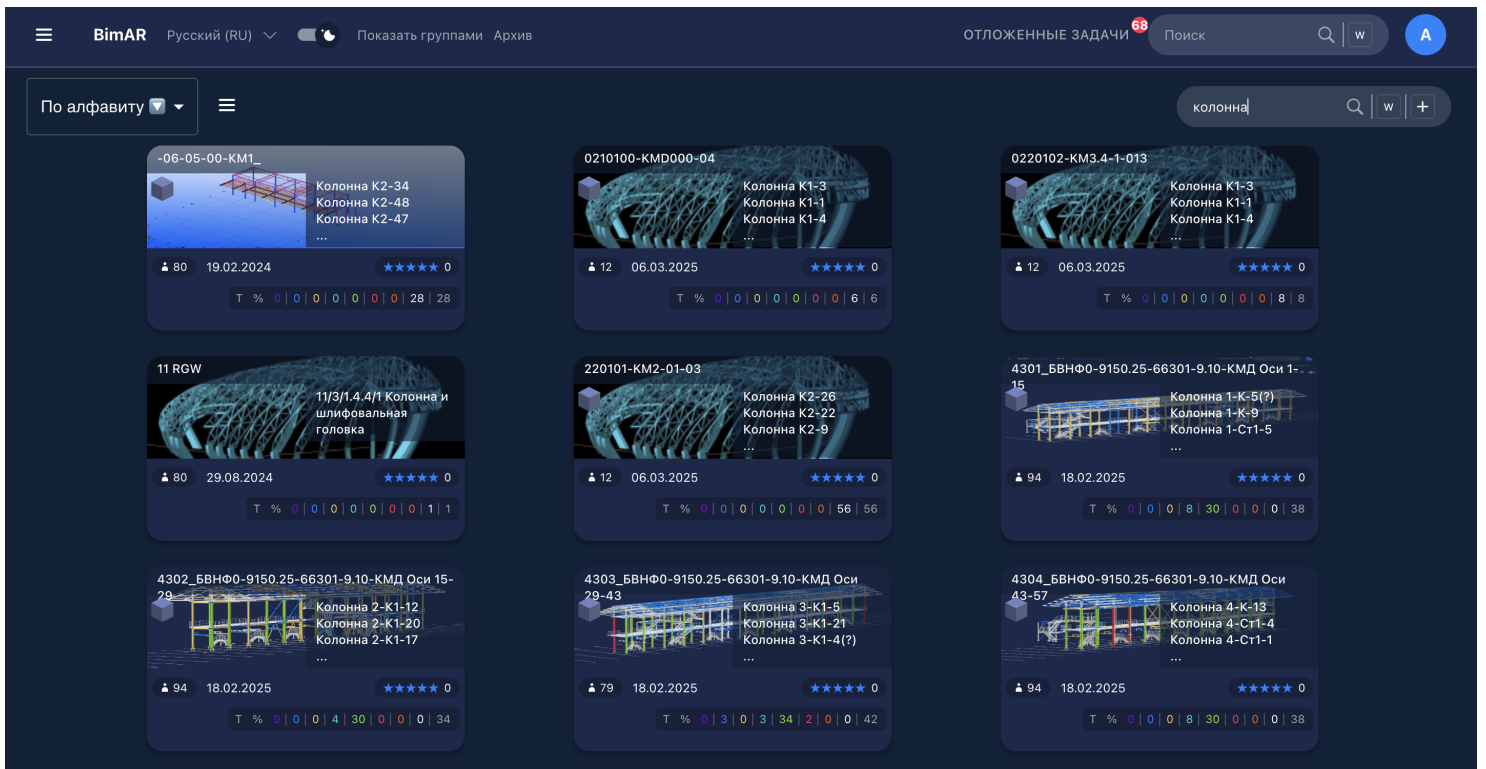 BimAR Русский (RU) Показать группами Архив ОТЛОЖЕННЫЕ ЗАДАЧИ 68 Поиск w A
По алфавиту колонна w +
-06-05-00-КМ1_
Колонна К2-34
Колонна К2-48
Колонна К2-47
...
80 19.02.2024 ★★★★★ 0
T % 0|0|0|0|0|0|0|28|28
0210100-KMD000-04
Колонна К1-3
Колонна К1-1
Колонна К1-4
...
12 06.03.2025 ★★★★★ 0
T % 0|0|0|0|0|0|0|6|6
0220102-КМ3.4-1-013
Колонна К1-3
Колонна К1-1
Колонна К1-4
...
12 06.03.2025 ★★★★★ 0
T % 0|0|0|0|0|0|0|8|8
11 RGW
11/3/1.4.4/1 Колонна и
шлифовальная
головка
80 29.08.2024 ★★★★★ 0
T % 0|0|0|0|0|0|0|1|1
220101-КМ2-01-03
Колонна К2-26
Колонна К2-22
Колонна К2-9
...
12 06.03.2025 ★★★★★ 0
T % 0|0|0|0|0|0|0|56|56
4301_БВНФ0-9150.25-66301-9.10-КМД Оси 1-
15
Колонна 1-К-5(?)
Колонна 1-К-9
Колонна 1-Ст1-5
...
94 18.02.2025 ★★★★★ 0
T % 0|0|0|8|30|0|0|0|38
4302_БВНФ0-9150.25-66301-9.10-КМД Оси 15-
29
Колонна 2-К1-12
Колонна 2-К1-20
Колонна 2-К1-17
...
94 18.02.2025 ★★★★★ 0
T % 0|0|0|4|30|0|0|0|34
4303_БВНФ0-9150.25-66301-9.10-КМД Оси
29-43
Колонна 3-К1-5
Колонна 3-К1-21
Колонна 3-К1-4(?)
...
79 18.02.2025 ★★★★★ 0
T % 0|3|0|3|34|2|0|0|42
4304_БВНФ0-9150.25-66301-9.10-КМД Оси
43-57
Колонна 4-К-13
Колонна 4-Ст1-4
Колонна 4-Ст1-1
...
94 18.02.2025 ★★★★★ 0
T % 0|0|0|8|30|0|0|0|38